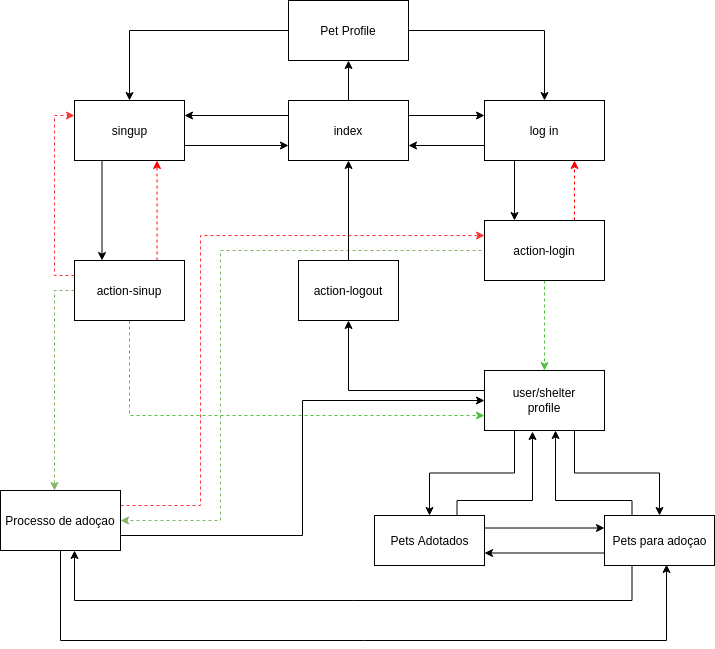 Pet Profile
singup
index
log in
action-sinup
action-logout
action-login
user/shelter
profile
Processo de adoçao
Pets Adotados
Pets para adoçao